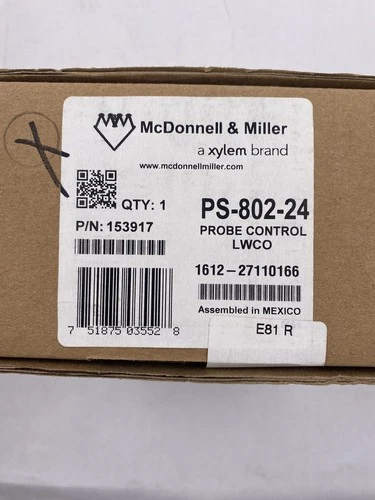 McDonnell & Miller
a xylem brand
www.mcdonnellmiller.com
QTY: 1
P/N: 153917
PS-802-24
PROBE CONTROL
LWCO
1612-27110166
Assembled in MEXICO
7 51875 03552 8
E81 R
X